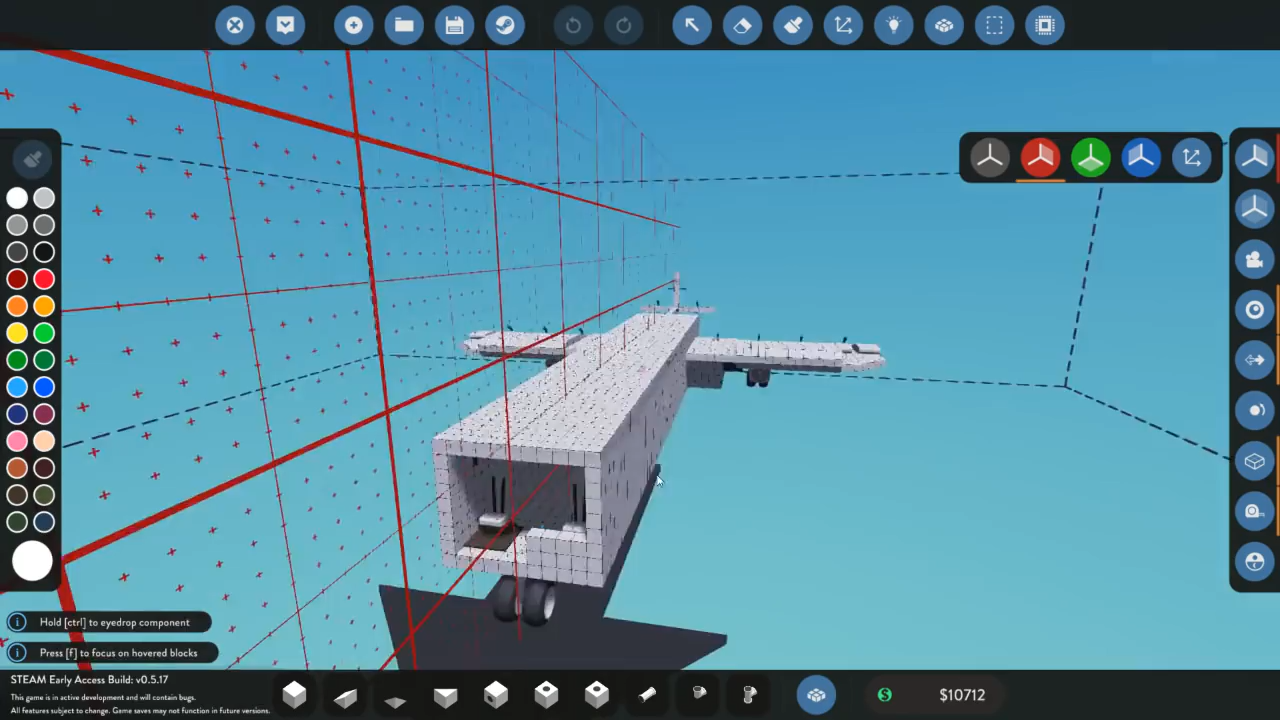 Hold [ctrl] to eyedrop component
Press [f] to focus on hovered blocks
STEAM Early Access Build: v0.5.17
This game is in active development and will contain bugs.
All features subject to change. Game saves may not function in future versions.
$10712